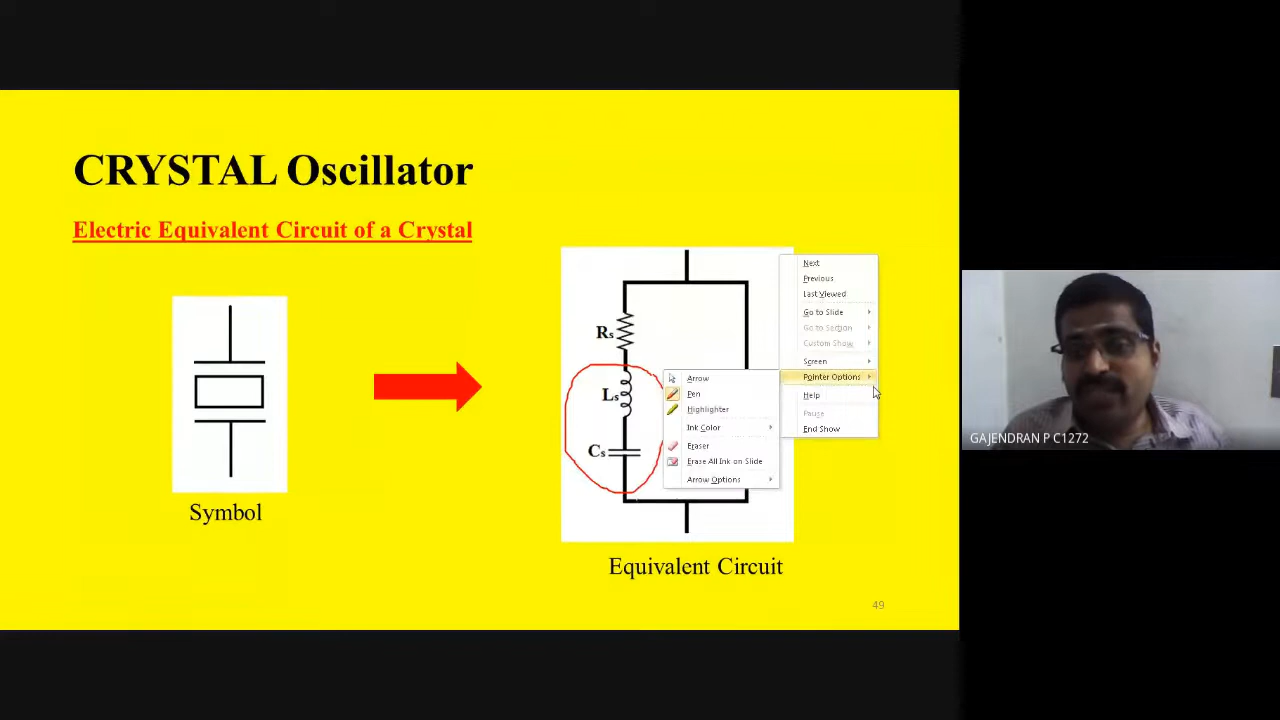 CRYSTAL Oscillator
Electric Equivalent Circuit of a Crystal
Symbol
Rs
Ls
Cs
Equivalent Circuit
Next
Previous
Last Viewed
Go to Slide
Go to Section
Custom Show
Screen
Pointer Options
Help
Pause
End Show
Arrow
Pen
Highlighter
Ink Color
Eraser
Erase All Ink on Slide
Arrow Options
49
GAJENDRAN P C1272